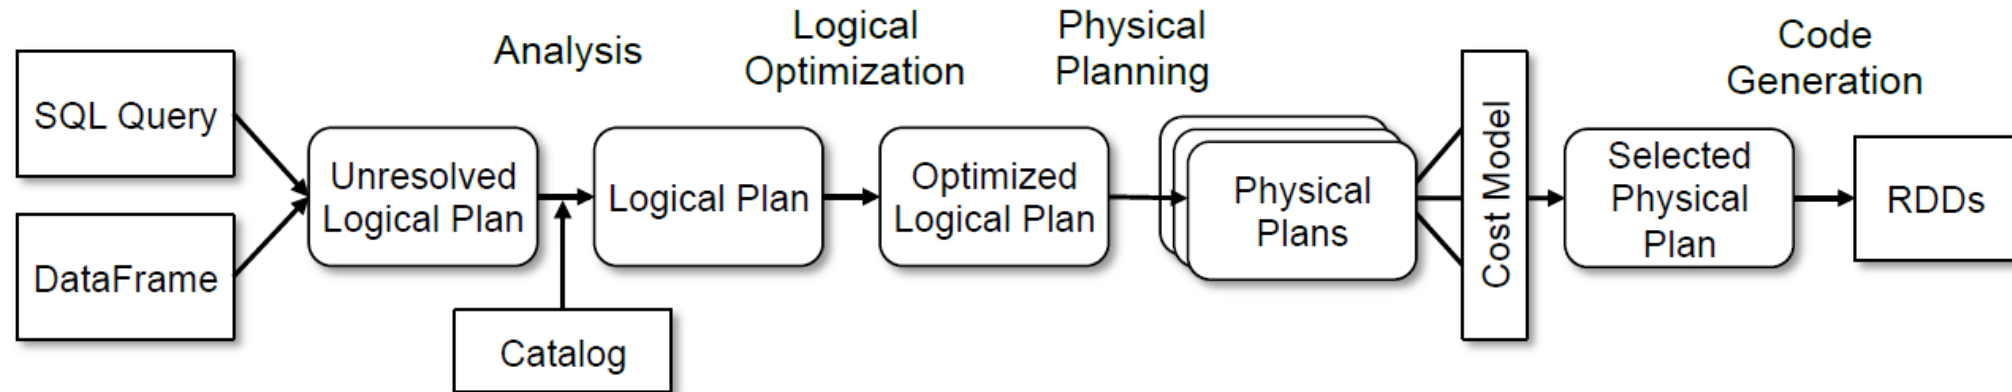 Analysis
Logical
Optimization
Physical
Planning
Code
Generation
SQL Query
DataFrame
Unresolved
Logical Plan
Catalog
Logical Plan
Optimized
Logical Plan
Physical
Plans
Cost Model
Selected
Physical
Plan
RDDs